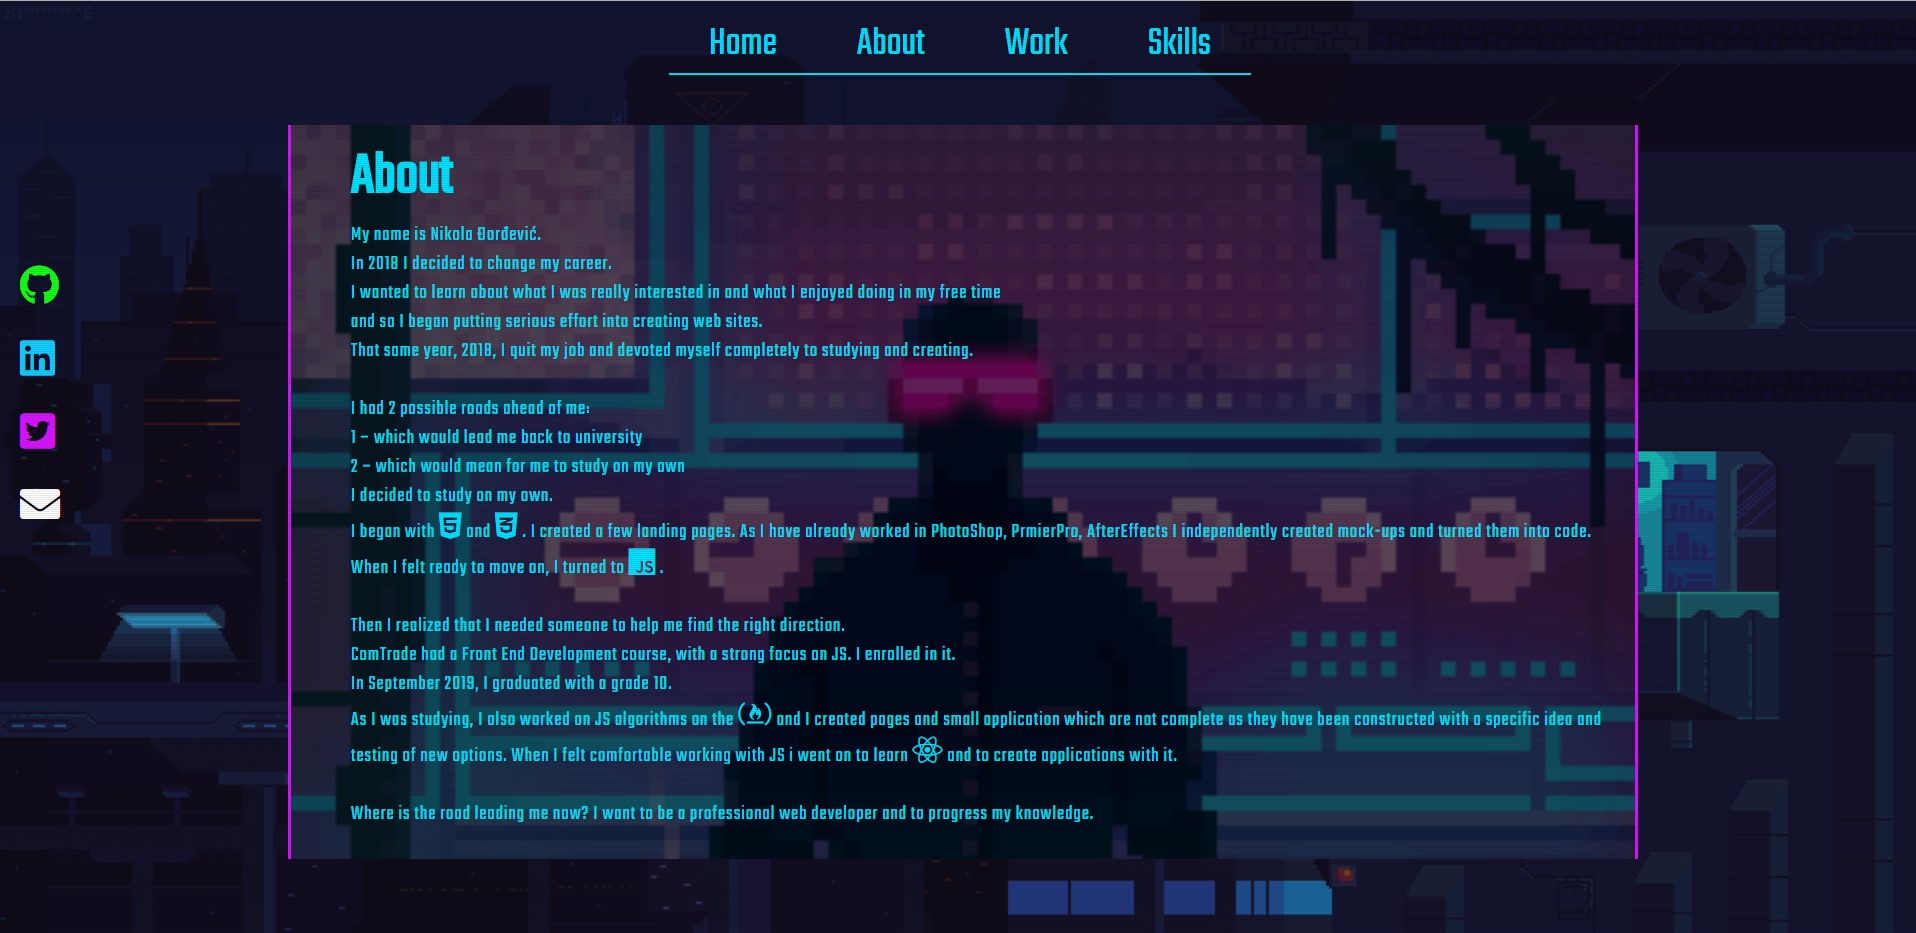 Home About Work Skills
About
My name is Nikola Đorđević.
In 2018 I decided to change my career.
I wanted to learn about what I was really interested in and what I enjoyed doing in my free time
and so I began putting serious effort into creating web sites.
That same year, 2018, I quit my job and devoted myself completely to studying and creating.
I had 2 possible roads ahead of me:
1 - which would lead me back to university
2 - which would mean for me to study on my own
I decided to study on my own.
I began with 5 and 3 . I created a few landing pages. As I have already worked in PhotoShop, PrmierPro, AfterEffects I independently created mock-ups and turned them into code.
When I felt ready to move on, I turned to JS .
Then I realized that I needed someone to help me find the right direction.
ComTrade had a Front End Development course, with a strong focus on JS. I enrolled in it.
In September 2019, I graduated with a grade 10.
As I was studying, I also worked on JS algorithms on the and I created pages and small application which are not complete as they have been constructed with a specific idea and
testing of new options. When I felt comfortable working with JS i went on to learn and to create applications with it.
Where is the road leading me now? I want to be a professional web developer and to progress my knowledge.
in